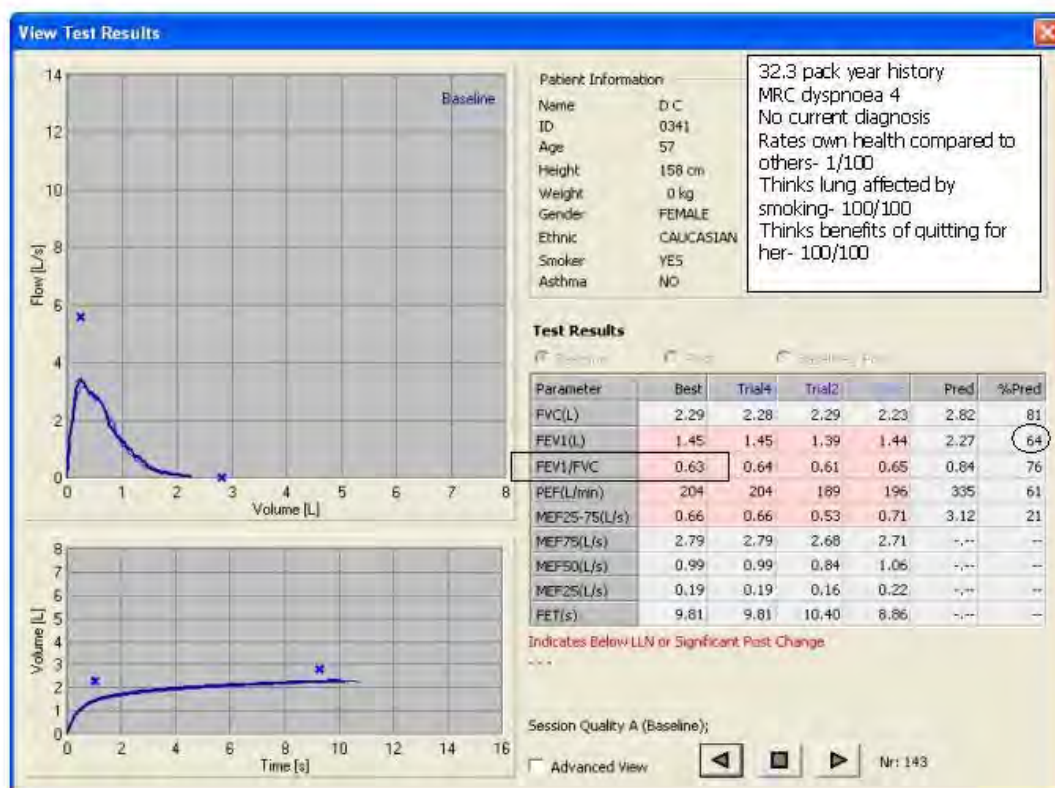 View Test Results
14
12
10
8
6
4
2
0
Flow [L/s]
Baseline
0 1 2 3 4 5 6 7 8
Volume [L]
8
7
6
5
4
3
2
1
0
Volume [L]
0 2 4 6 8 10 12 14 16
Time [s]
Patient Information
Name D C
ID 0341
Age 57
Height 158 cm
Weight 0 kg
Gender FEMALE
Ethnic CAUCASIAN
Smoker YES
Asthma NO
32.3 pack year history
MRC dyspnoea 4
No current diagnosis
Rates own health compared to
others- 1/100
Thinks lung affected by
smoking- 100/100
Thinks benefits of quitting for
her- 100/100
Test Results
Parameter Best Trial4 Trial2 Pred %Pred
FVC(L) 2.29 2.28 2.29 2.23 2.82 81
FEV1(L) 1.45 1.45 1.39 1.44 2.27 64
FEV1/FVC 0.63 0.64 0.61 0.65 0.84 76
PEF(L/min) 204 204 189 196 335 61
MEF25-75(L/s) 0.66 0.66 0.53 0.71 3.12 21
MEF75(L/s) 2.79 2.79 2.68 2.71 -.-- --
MEF50(L/s) 0.99 0.99 0.84 1.06 -.-- --
MEF25(L/s) 0.19 0.19 0.16 0.22 -.-- --
FET(s) 9.81 9.81 10.40 8.86 -.-- --
Indicates Below LLN or Significant Post Change
- - -
Session Quality A (Baseline);
Advanced View
Nr: 143